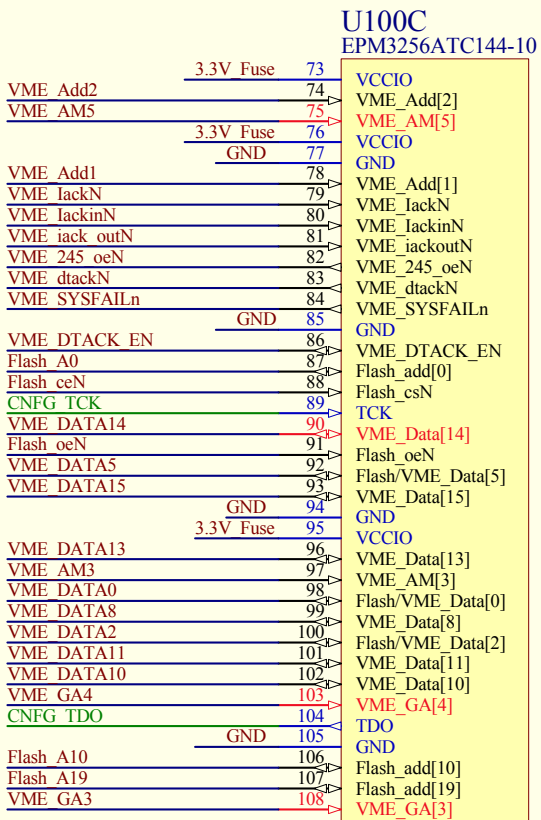 U100C
EPM3256ATC144-10
3.3V_Fuse 73 VCCIO
VME_Add2 74 VME_Add[2]
VME_AM5 75 VME_AM[5]
3.3V_Fuse 76 VCCIO
GND 77 GND
VME_Add1 78 VME_Add[1]
VME_IackN 79 VME_IackN
VME_IackinN 80 VME_IackinN
VME_iack_outN 81 VME_iackoutN
VME_245_oeN 82 VME_245_oeN
VME_dtackN 83 VME_dtackN
VME_SYSFAILn 84 VME_SYSFAILn
GND 85 GND
VME_DTACK_EN 86 VME_DTACK_EN
Flash_A0 87 Flash_add[0]
Flash_ceN 88 Flash_csN
CNFG_TCK 89 TCK
VME_DATA14 90 VME_Data[14]
Flash_oeN 91 Flash_oeN
VME_DATA5 92 Flash/VME_Data[5]
VME_DATA15 93 VME_Data[15]
GND 94 GND
3.3V_Fuse 95 VCCIO
VME_DATA13 96 VME_Data[13]
VME_AM3 97 VME_AM[3]
VME_DATA0 98 Flash/VME_Data[0]
VME_DATA8 99 VME_Data[8]
VME_DATA2 100 Flash/VME_Data[2]
VME_DATA11 101 VME_Data[11]
VME_DATA10 102 VME_Data[10]
VME_GA4 103 VME_GA[4]
CNFG_TDO 104 TDO
GND 105 GND
Flash_A10 106 Flash_add[10]
Flash_A19 107 Flash_add[19]
VME_GA3 108 VME_GA[3]